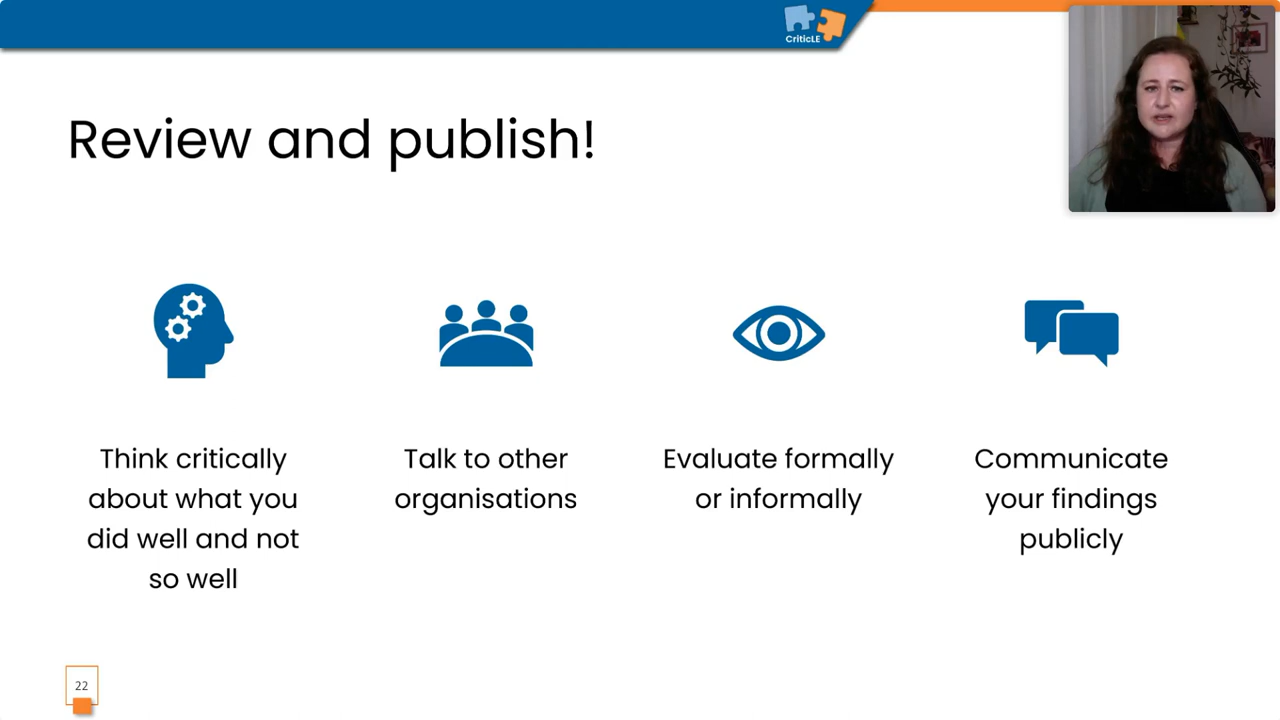 CriticLE
Review and publish!
Think critically
about what you
did well and not
so well
Talk to other
organisations
Evaluate formally
or informally
Communicate
your findings
publicly
22